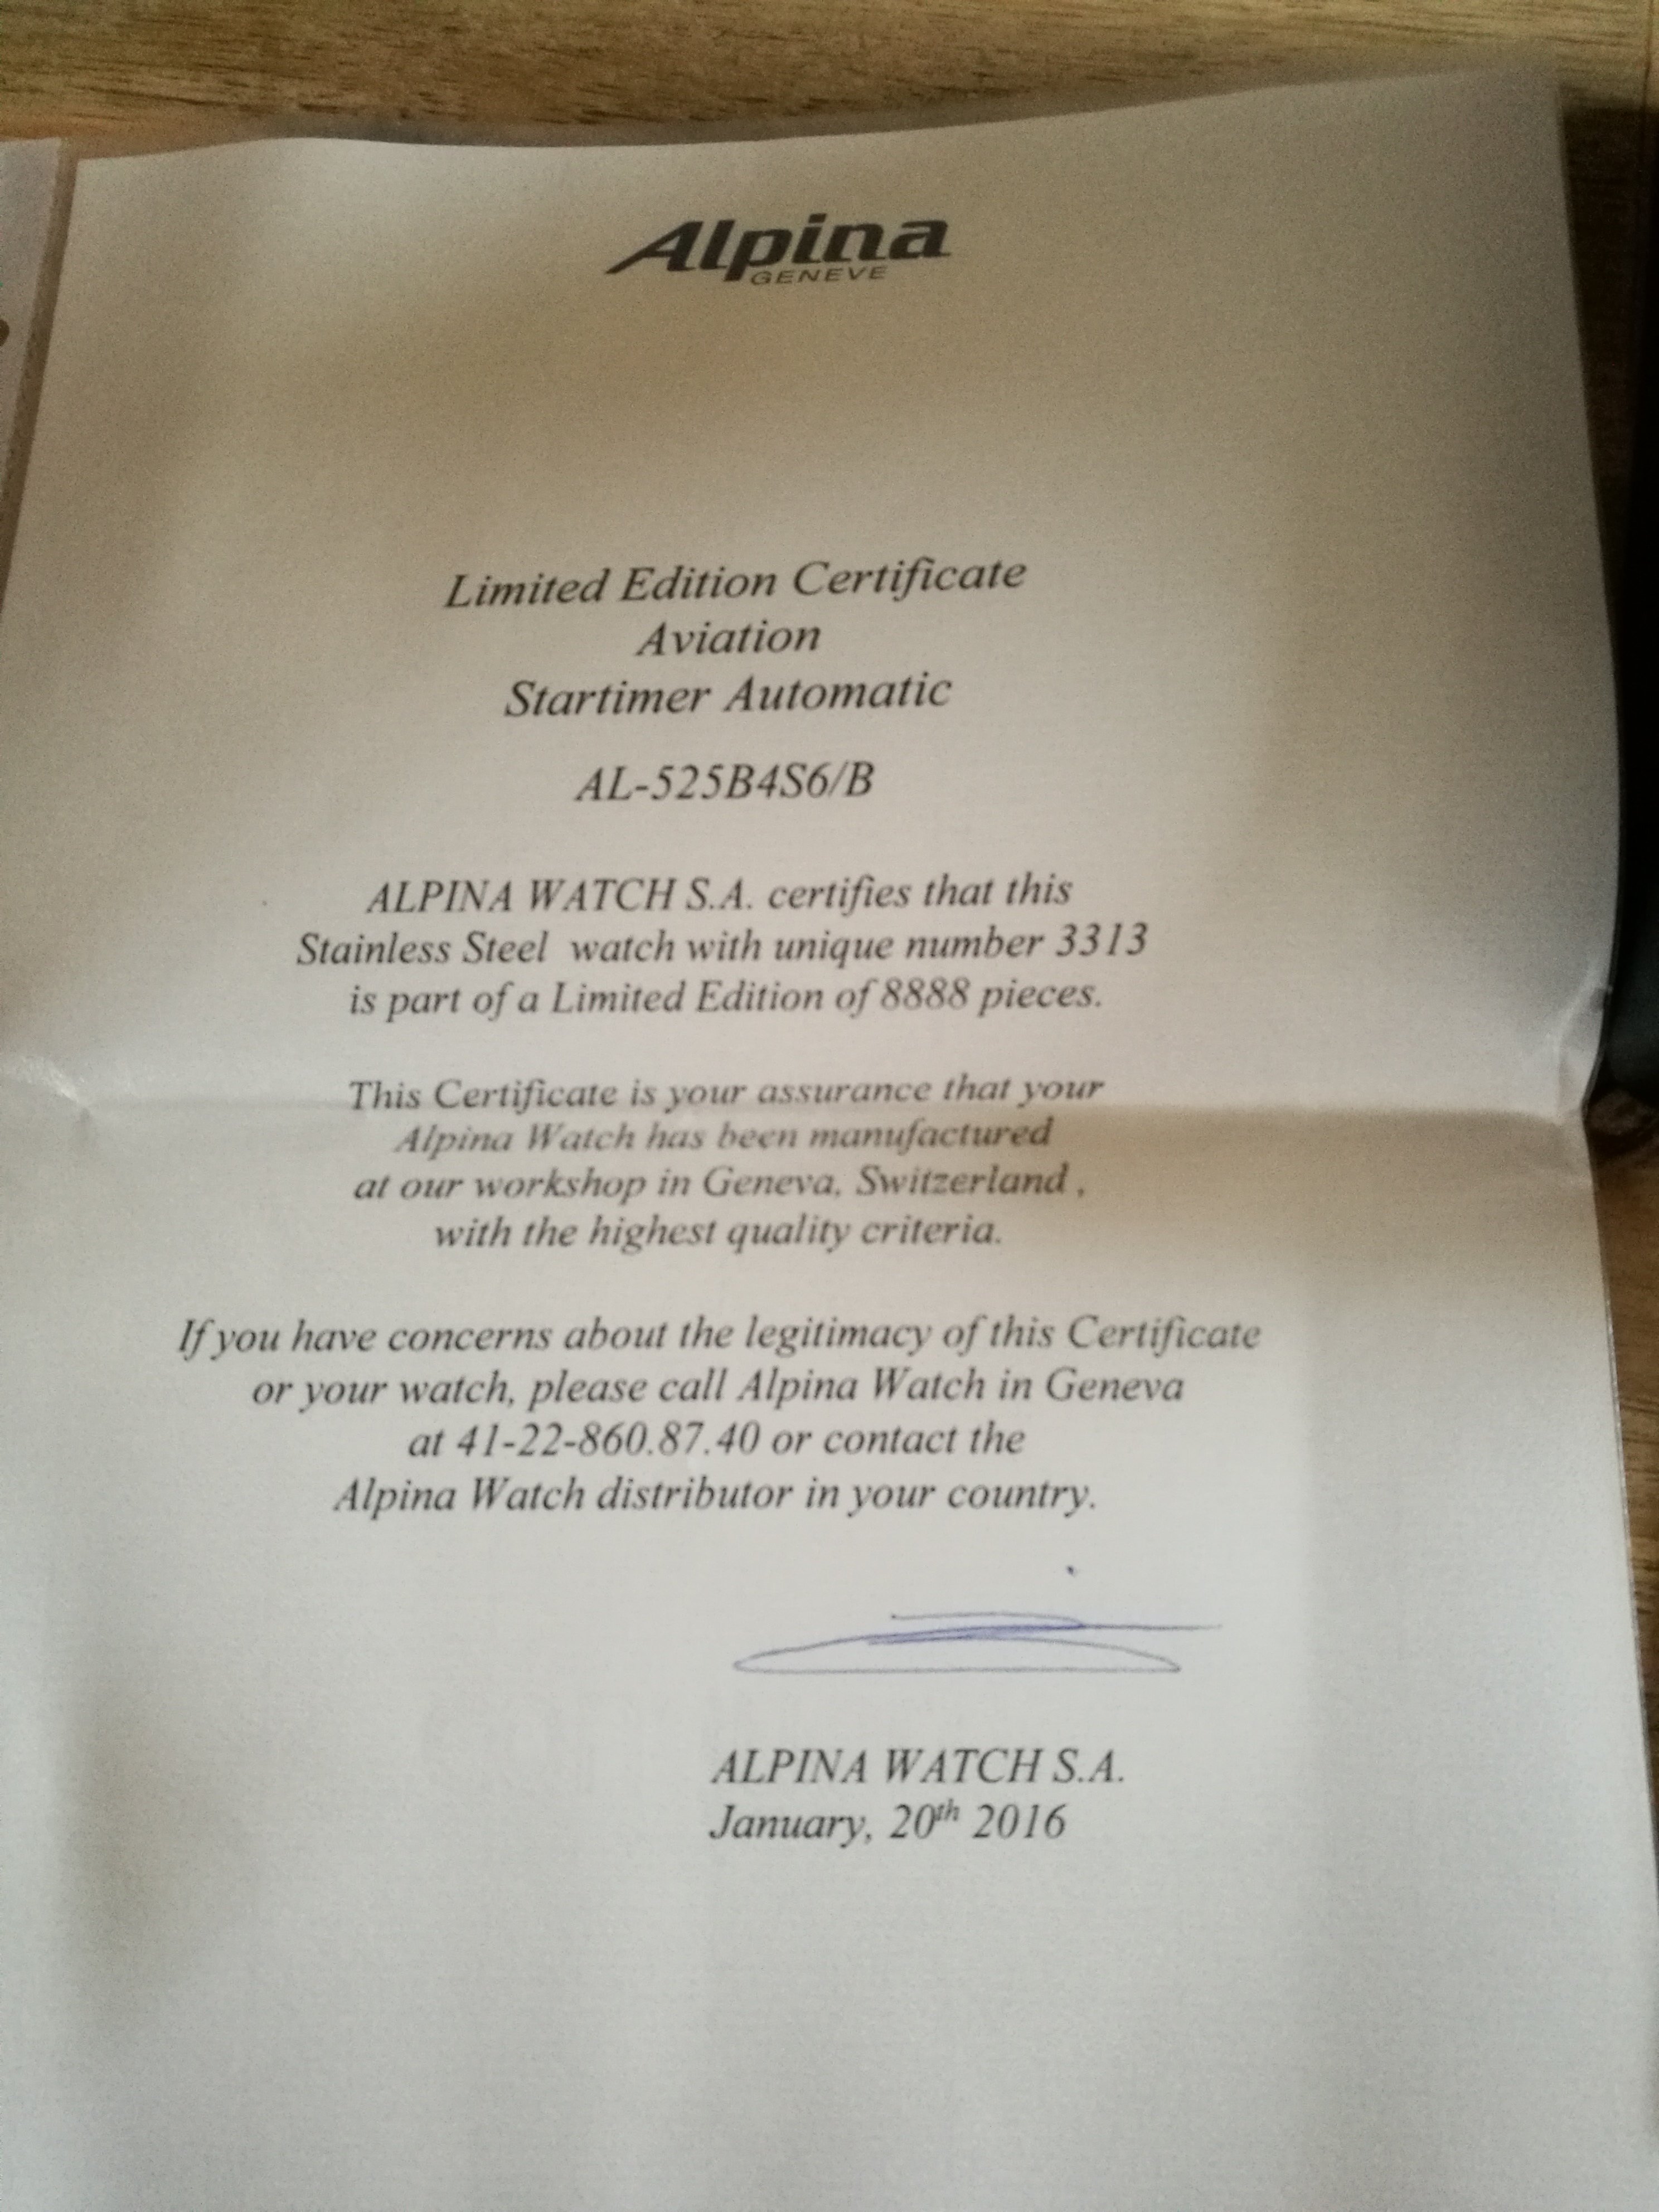 Alpina
GENEVE
Limited Edition Certificate
Aviation
Startimer Automatic
AL-525B4S6/B
ALPINA WATCH S.A. certifies that this
Stainless Steel watch with unique number 3313
is part of a Limited Edition of 8888 pieces.
This Certificate is your assurance that your
Alpina Watch has been manufactured
at our workshop in Geneva, Switzerland ,
with the highest quality criteria.
If you have concerns about the legitimacy of this Certificate
or your watch, please call Alpina Watch in Geneva
at 41-22-860.87.40 or contact the
Alpina Watch distributor in your country.
ALPINA WATCH S.A.
January, 20th 2016